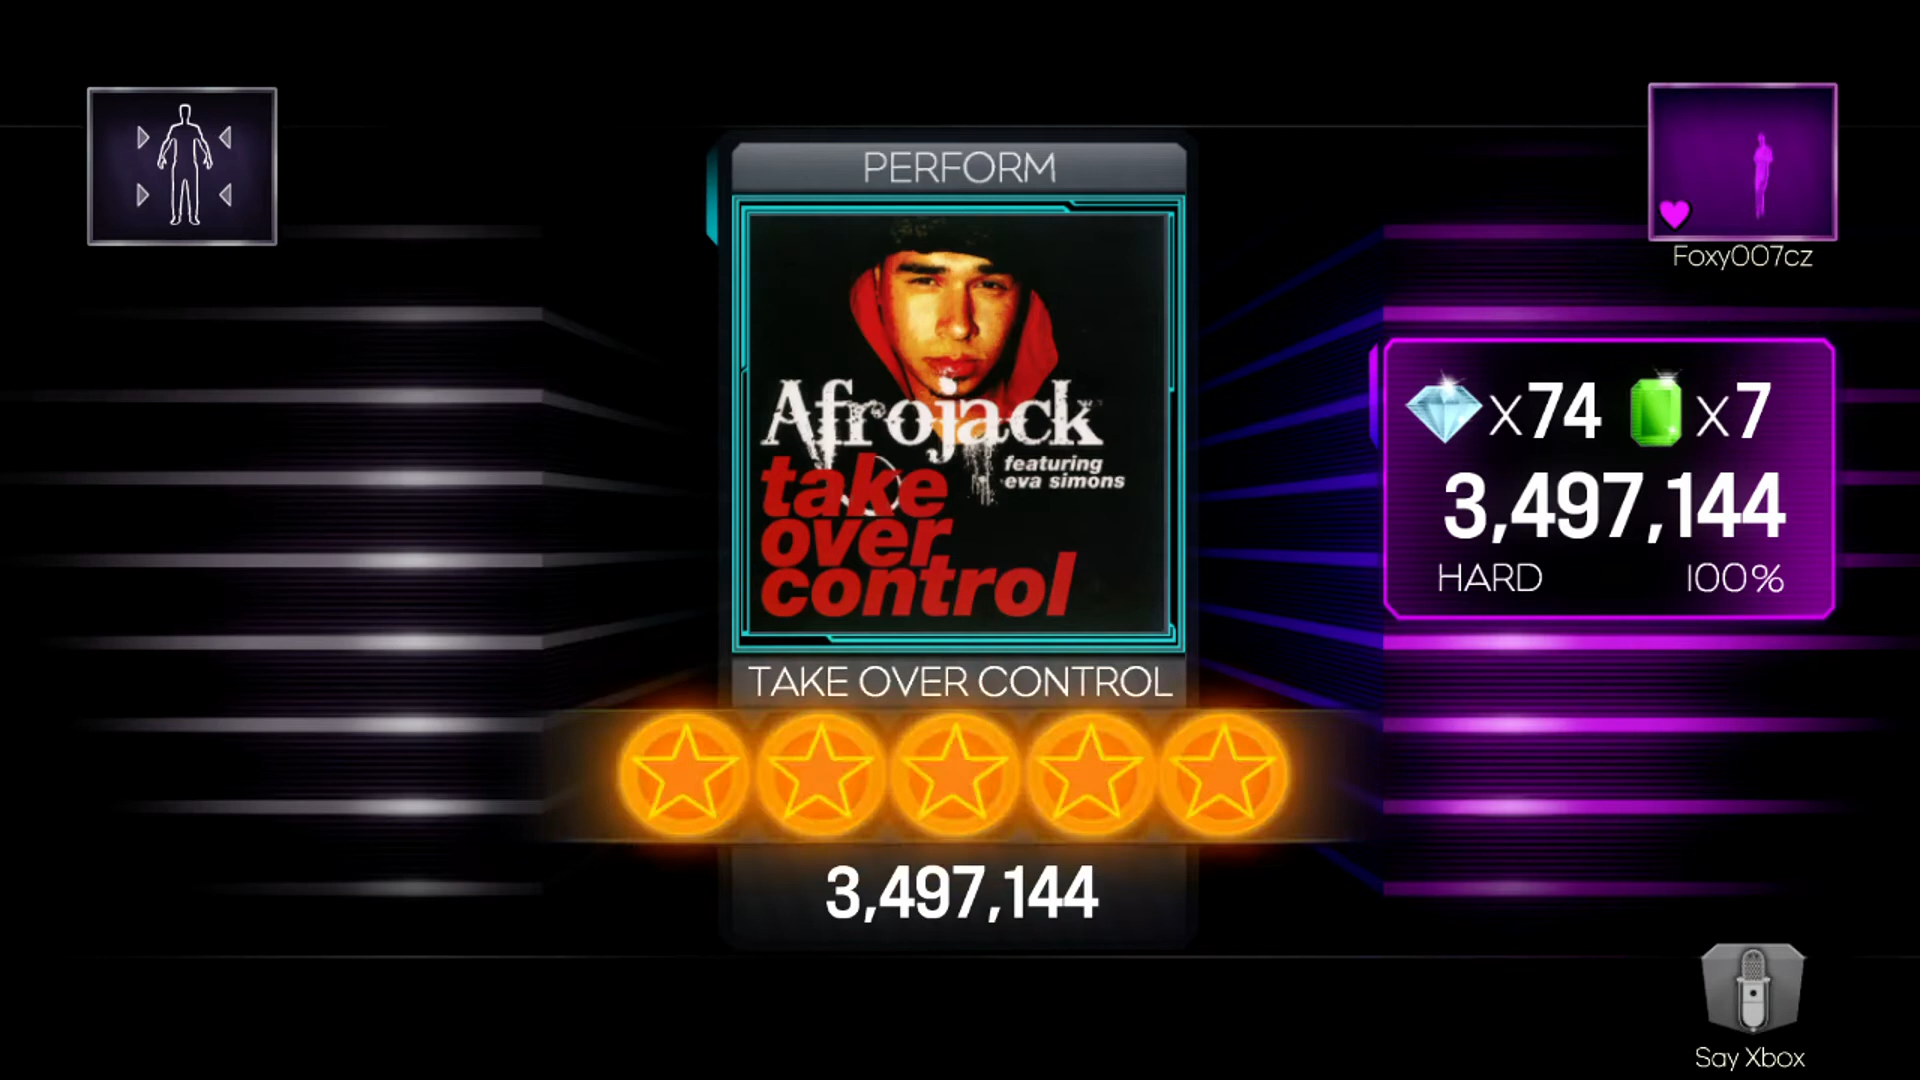 PERFORM
Afrojack
featuring
eva simons
take
over
control
TAKE OVER CONTROL
3,497,144
Foxy007cz
x74 x7
3,497,144
HARD 100%
Say Xbox